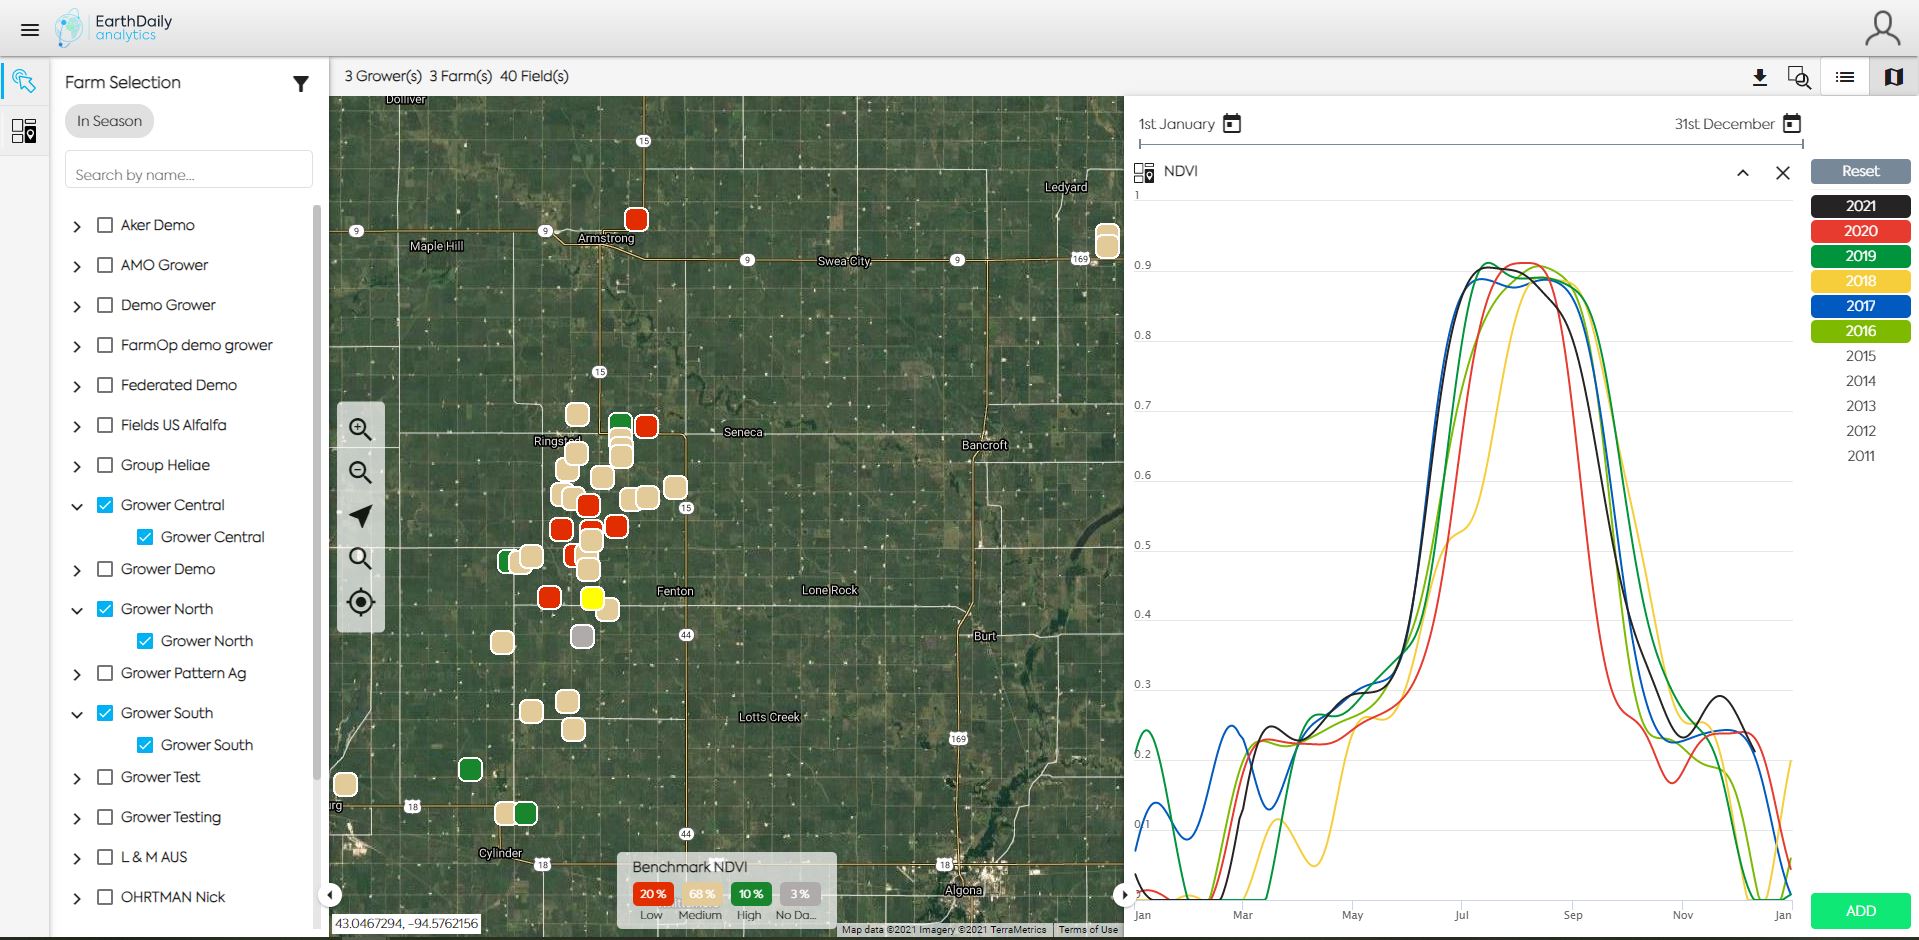 EarthDaily
analytics
Farm Selection
In Season
Search by name...
Aker Demo
AMO Grower
Demo Grower
FarmOp demo grower
Federated Demo
Fields US Alfalfa
Group Heliae
Grower Central
Grower Central
Grower Demo
Grower North
Grower North
Grower Pattern Ag
Grower South
Grower South
Grower Test
Grower Testing
L & M AUS
OHRTMAN Nick
3 Grower(s) 3 Farm(s) 40 Field(s)
Dolliver
15
Ledyard
9
9
Armstrong
Maple Hill
9
Swea City
9
169
15
Ringsted
Seneca
Bancroft
15
Fenton
Lone Rock
44
Burt
Lotts Creek
169
18
44
Cylinder
18
18
Algona
Benchmark NDVI
20 %
68 %
10 %
3 %
Low
Medium
High
No Da...
43.0467294, -94.5762156
Map data ©2021 Imagery ©2021 TerraMetrics
Terms of Use
1st January
31st December
NDVI
1
0.9
0.8
0.7
0.6
0.5
0.4
0.3
0.2
0.1
Jan
Mar
May
Jul
Sep
Nov
Jan
Reset
2021
2020
2019
2018
2017
2016
2015
2014
2013
2012
2011
ADD